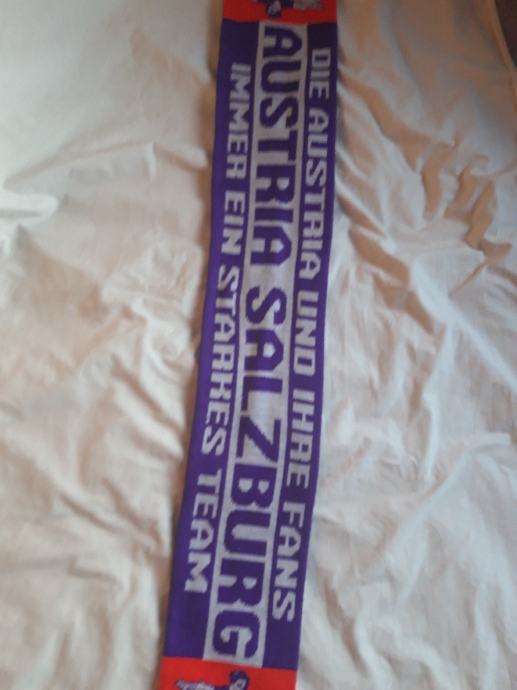 DIE AUSTRIA UND IHRE FANS
AUSTRIA SALZBURG
IMMER EIN STARKES TEAM